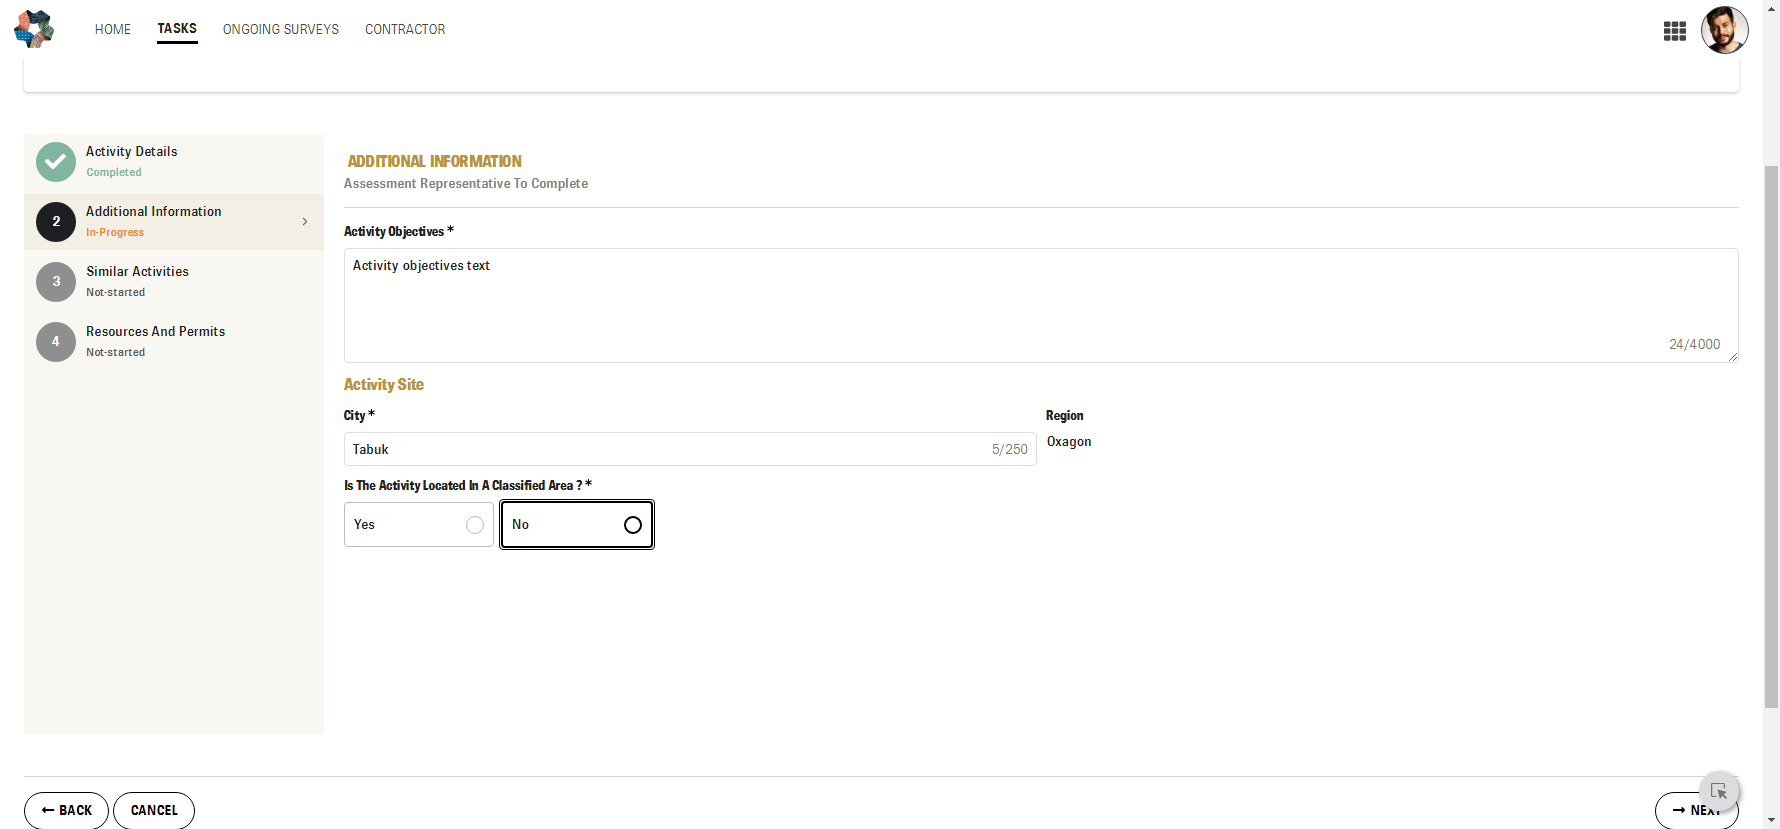 HOME TASKS ONGOING SURVEYS CONTRACTOR
Activity Details
Completed
2 Additional Information
In-Progress
3 Similar Activities
Not-started
4 Resources And Permits
Not-started
ADDITIONAL INFORMATION
Assessment Representative To Complete
Activity Objectives *
Activity objectives text
24/4000
Activity Site
City * Region
Tabuk 5/250 Oxagon
Is The Activity Located In A Classified Area ? *
Yes No
← BACK CANCEL → NEXT